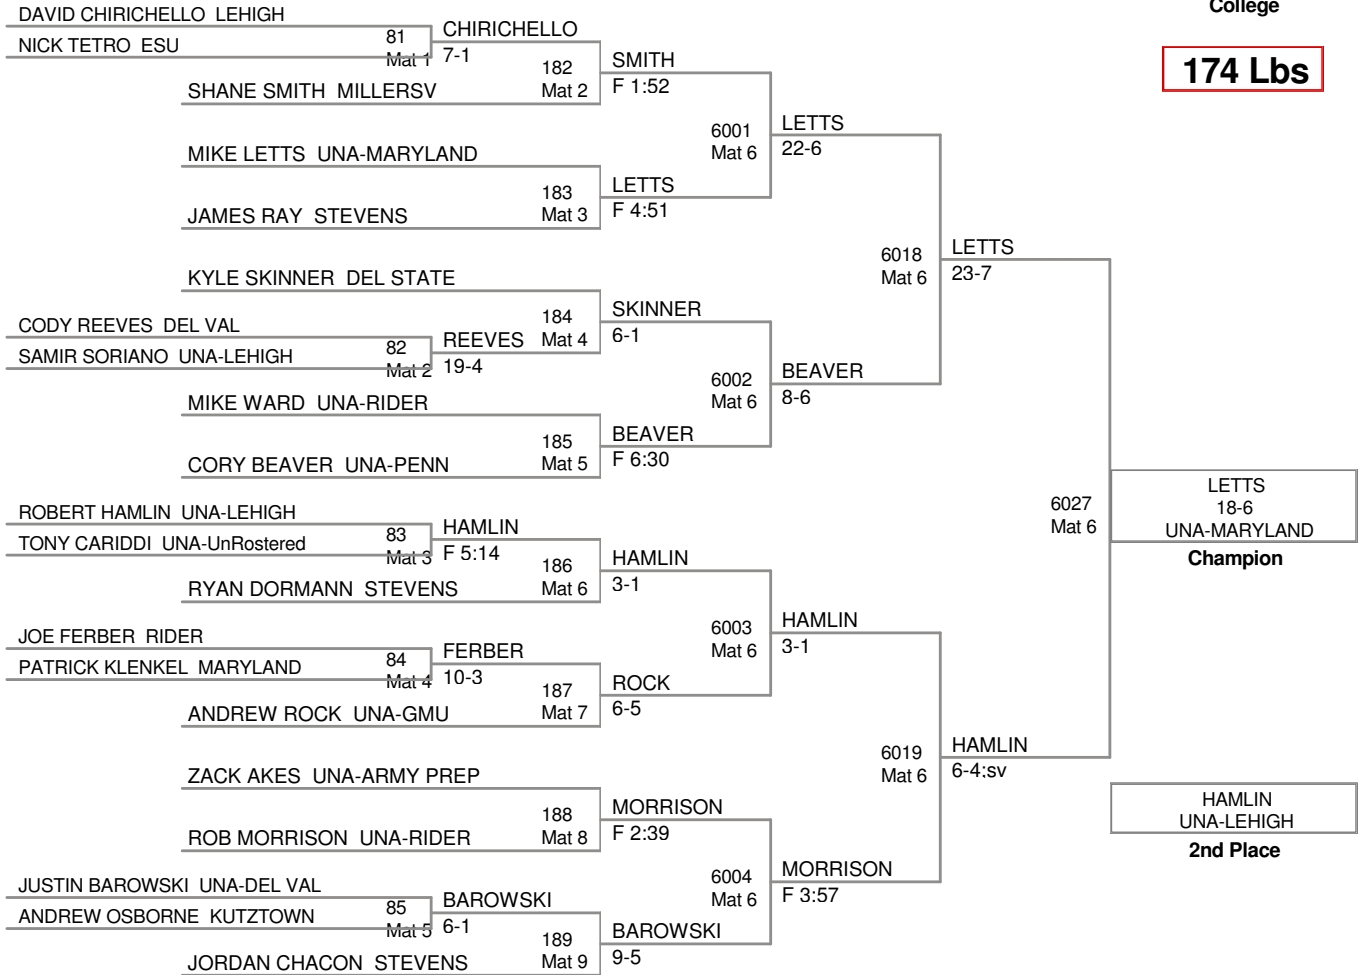 College
174 Lbs
DAVID CHIRICHELLO  LEHIGH
NICK TETRO  ESU
81
Mat 1
CHIRICHELLO
7-1
SHANE SMITH  MILLERSV
182
Mat 2
SMITH
F 1:52
MIKE LETTS  UNA-MARYLAND
JAMES RAY  STEVENS
183
Mat 3
LETTS
F 4:51
6001
Mat 6
LETTS
22-6
KYLE SKINNER  DEL STATE
CODY REEVES  DEL VAL
SAMIR SORIANO  UNA-LEHIGH
82
Mat 2
REEVES
19-4
184
Mat 4
SKINNER
6-1
MIKE WARD  UNA-RIDER
CORY BEAVER  UNA-PENN
185
Mat 5
BEAVER
F 6:30
6002
Mat 6
BEAVER
8-6
6018
Mat 6
LETTS
23-7
ROBERT HAMLIN  UNA-LEHIGH
TONY CARIDDI  UNA-UnRostered
83
Mat 3
HAMLIN
F 5:14
RYAN DORMANN  STEVENS
186
Mat 6
HAMLIN
3-1
JOE FERBER  RIDER
PATRICK KLENKEL  MARYLAND
84
Mat 4
FERBER
10-3
ANDREW ROCK  UNA-GMU
187
Mat 7
ROCK
6-5
6003
Mat 6
HAMLIN
3-1
ZACK AKES  UNA-ARMY PREP
ROB MORRISON  UNA-RIDER
188
Mat 8
MORRISON
F 2:39
JUSTIN BAROWSKI  UNA-DEL VAL
ANDREW OSBORNE  KUTZTOWN
85
Mat 5
BAROWSKI
6-1
JORDAN CHACON  STEVENS
189
Mat 9
BAROWSKI
9-5
6004
Mat 6
MORRISON
F 3:57
6019
Mat 6
HAMLIN
6-4;sv
6027
Mat 6
LETTS
18-6
UNA-MARYLAND
Champion
HAMLIN
UNA-LEHIGH
2nd Place